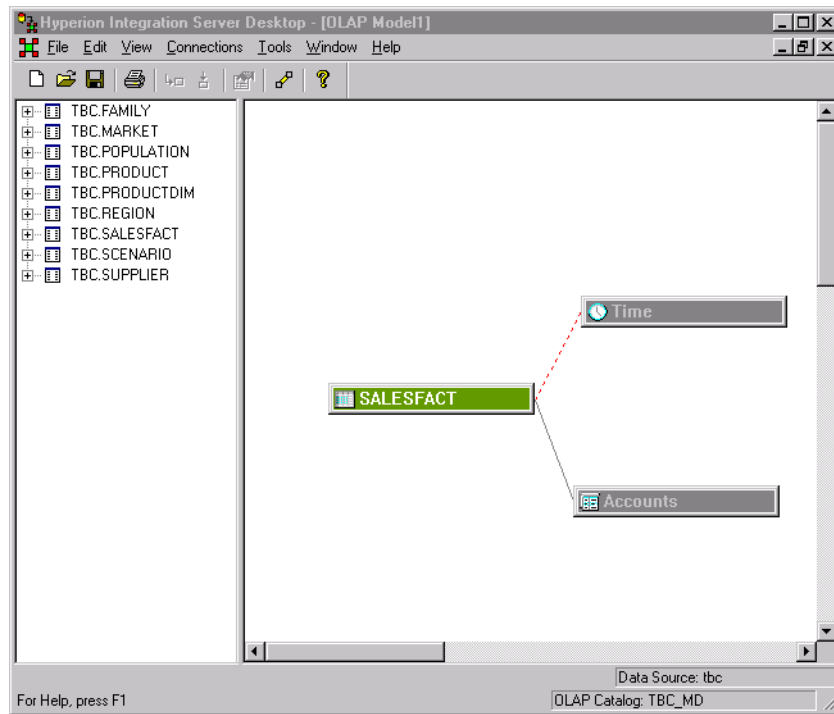 Hyperion Integration Server Desktop - [OLAP Model1]
File Edit View Connections Tools Window Help
TBC.FAMILY
TBC.MARKET
TBC.POPULATION
TBC.PRODUCT
TBC.PRODUCTDIM
TBC.REGION
TBC.SALESFACT
TBC.SCENARIO
TBC.SUPPLIER
Time
SALESFACT
Accounts
Data Source: tbc
For Help, press F1
OLAP Catalog: TBC_MD